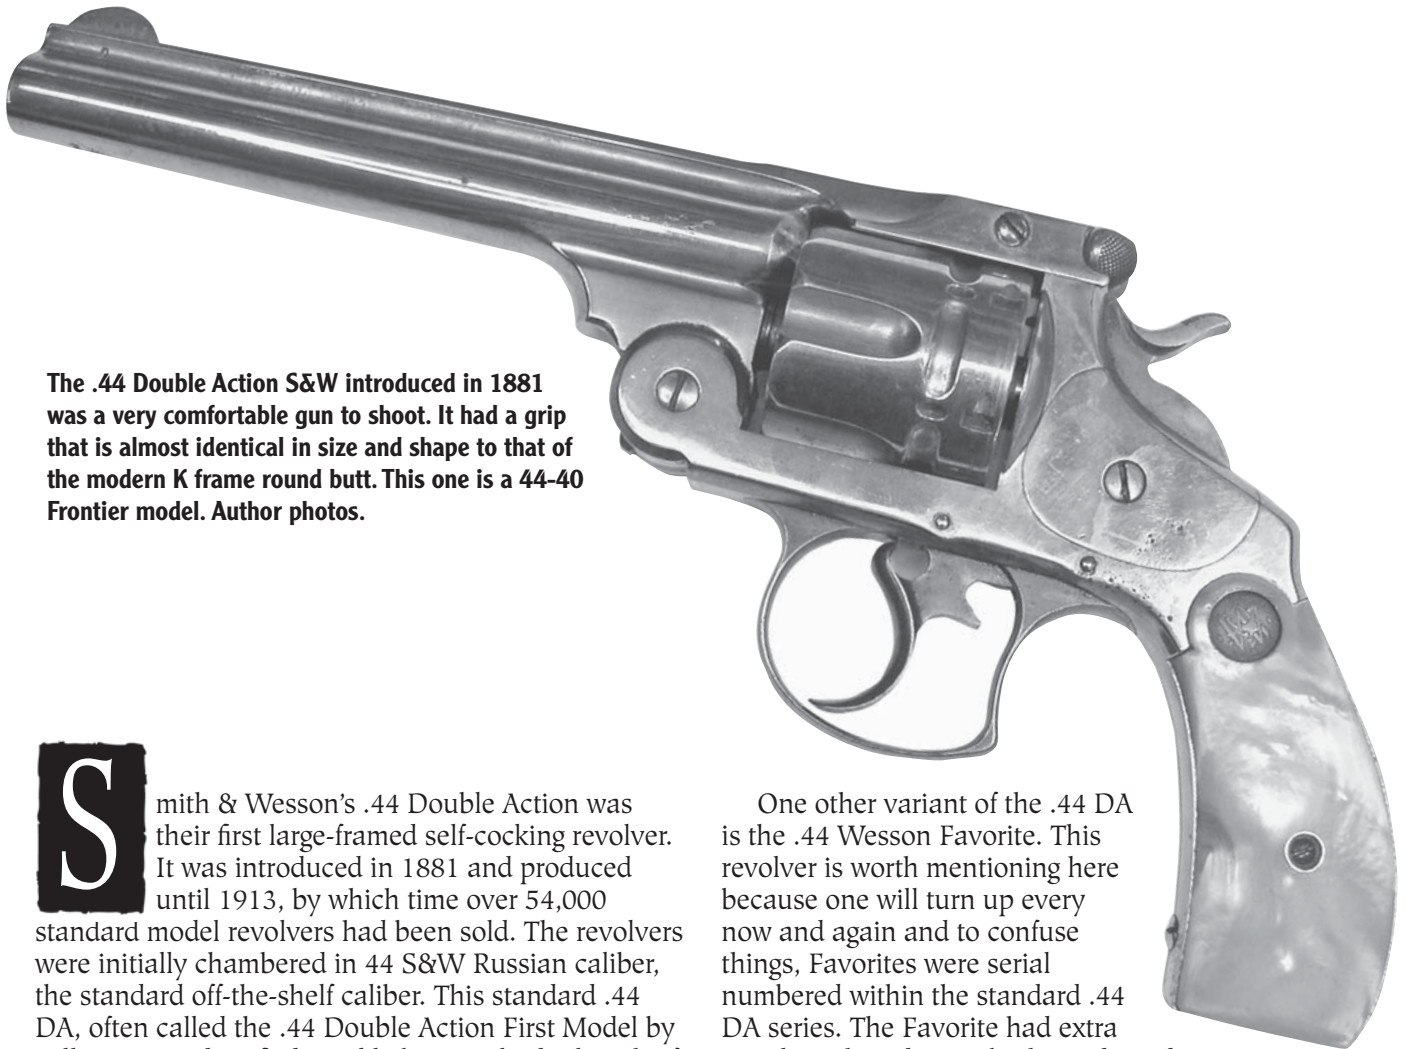 The .44 Double Action S&W introduced in 1881
was a very comfortable gun to shoot. It had a grip
that is almost identical in size and shape to that of
the modern K frame round butt. This one is a 44-40
Frontier model. Author photos.
Smith & Wesson's .44 Double Action was
their first large-framed self-cocking revolver.
It was introduced in 1881 and produced
until 1913, by which time over 54,000
standard model revolvers had been sold. The revolvers
were initially chambered in 44 S&W Russian caliber,
the standard off-the-shelf caliber. This standard .44
DA, often called the .44 Double Action First Model by
One other variant of the .44 DA
is the .44 Wesson Favorite. This
revolver is worth mentioning here
because one will turn up every
now and again and to confuse
things, Favorites were serial
numbered within the standard .44
DA series. The Favorite had extra